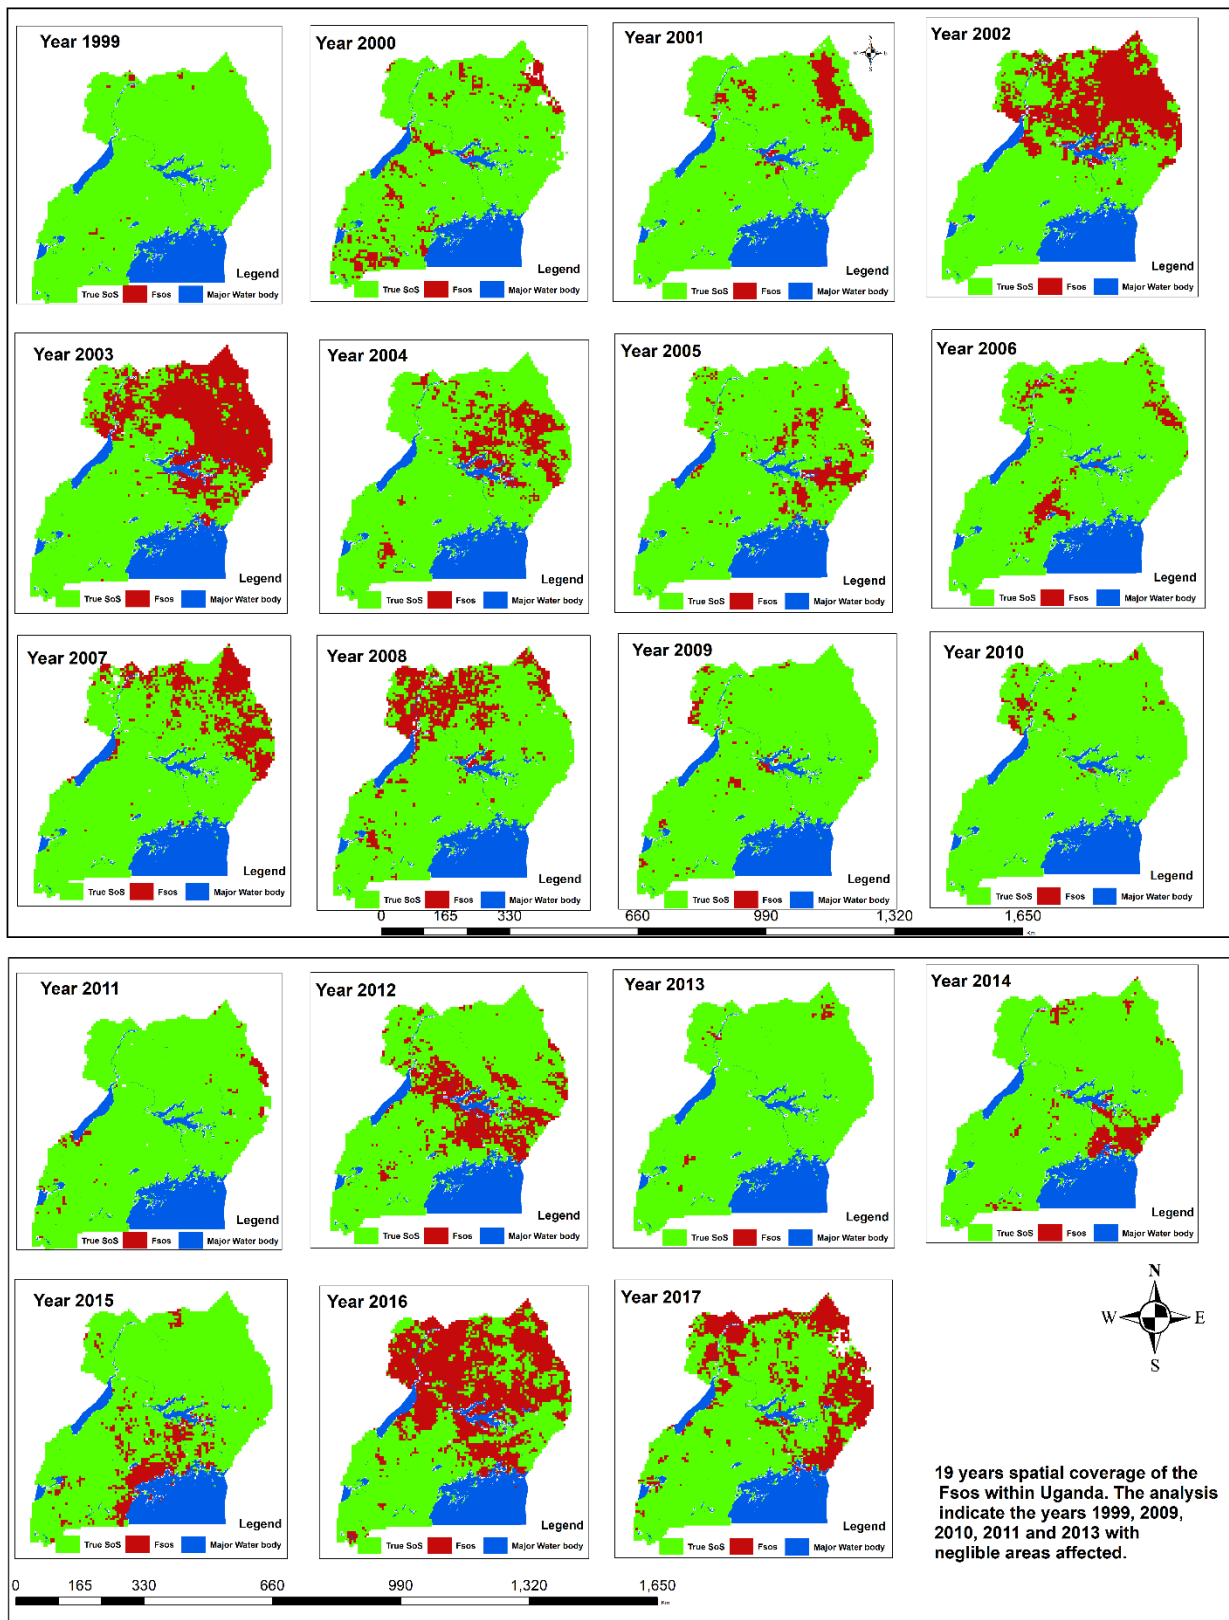 Year 1999
Year 2000
Year 2001
N
W E
S
Year 2002
Legend
True SoS Fsos Major Water body
Legend
True SoS Fsos Major Water body
Legend
True SoS Fsos Major Water body
Legend
True SoS Fsos Major Water body
Year 2003
Year 2004
Year 2005
Year 2006
Legend
True SoS Fsos Major Water body
Legend
True SoS Fsos Major Water body
Legend
True SoS Fsos Major Water body
Legend
True SoS Fsos Major Water body
Year 2007
Year 2008
Year 2009
Year 2010
Legend
True SoS Fsos Major Water body
Legend
True SoS Fsos Major Water body
Legend
True SoS Fsos Major Water body
Legend
True SoS Fsos Major Water body
0 165 330 660 990 1,320 1,650
Km
Year 2011
Year 2012
Year 2013
Year 2014
Legend
True SoS Fsos Major Water body
Legend
True SoS Fsos Major Water body
Legend
True SoS Fsos Major Water body
Legend
True SoS Fsos Major Water body
Year 2015
Year 2016
Year 2017
N
W E
S
Legend
True SoS Fsos Major Water body
Legend
True SoS Fsos Major Water body
Legend
True SoS Fsos Major Water body
19 years spatial coverage of the
Fsos within Uganda. The analysis
indicate the years 1999, 2009,
2010, 2011 and 2013 with
neglible areas affected.
0 165 330 660 990 1,320 1,650
Km